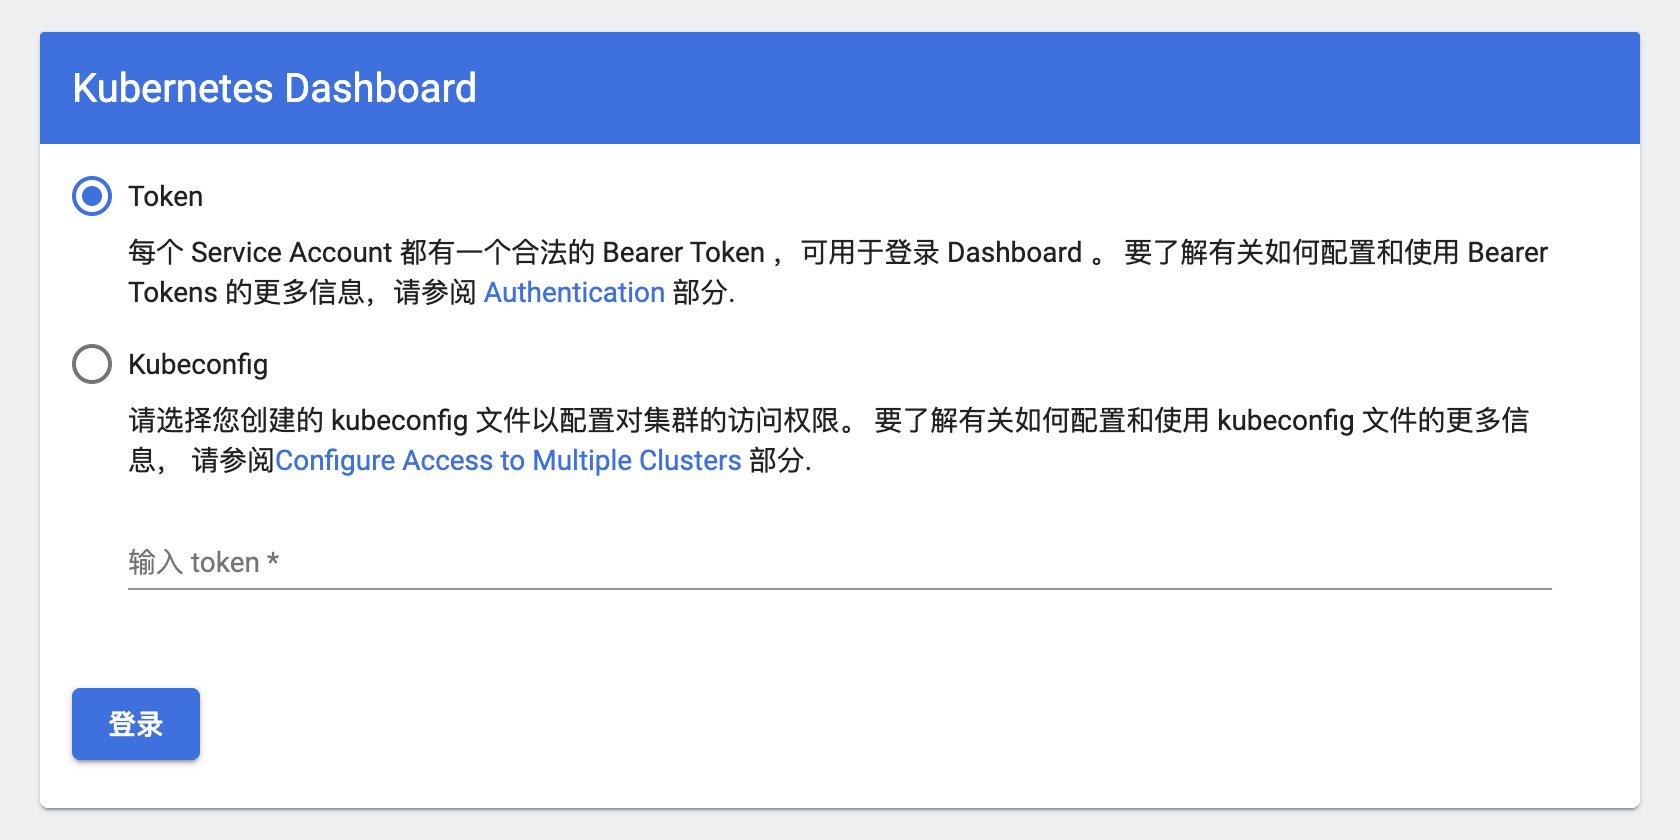 Kubernetes Dashboard
Token
每个 Service Account 都有一个合法的 Bearer Token ，可用于登录 Dashboard 。 要了解有关如何配置和使用 Bearer
Tokens 的更多信息，请参阅 Authentication 部分.
Kubeconfig
请选择您创建的 kubeconfig 文件以配置对集群的访问权限。 要了解有关如何配置和使用 kubeconfig 文件的更多信
息， 请参阅Configure Access to Multiple Clusters 部分.
输入 token *
登录